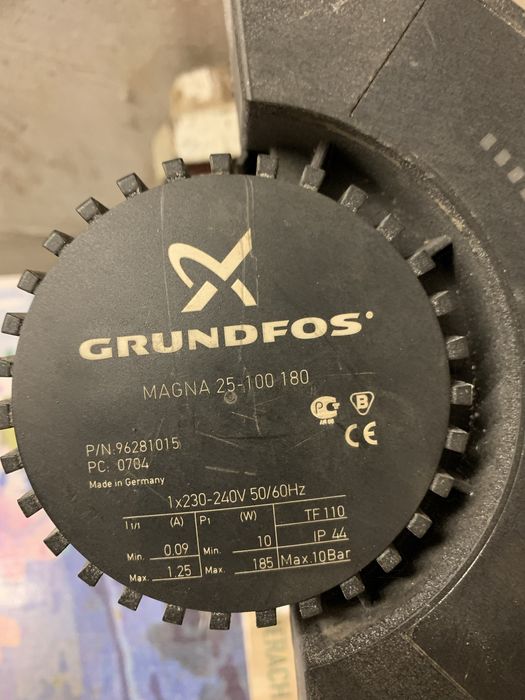 GRUNDFOS
MAGNA 25-100 180
P/N:96281015
PC: 0704
Made in Germany
CE
1x230-240V 50/60Hz
I1/1 (A) P1 (W) TF 110
Min. 0.09 Min. 10 IP 44
Max. 1.25 Max. 185 Max.10Bar
ETRACH